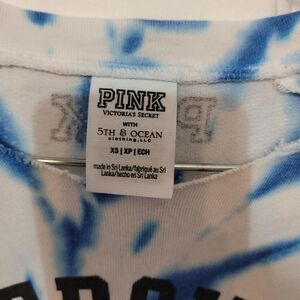 PINK
VICTORIA'S SECRET
WITH
5TH & OCEAN
clothing, LLC
XS | XP | ECH
made in Sri Lanka/fabriqué au Sri
Lanka/hecho en Sri Lanka